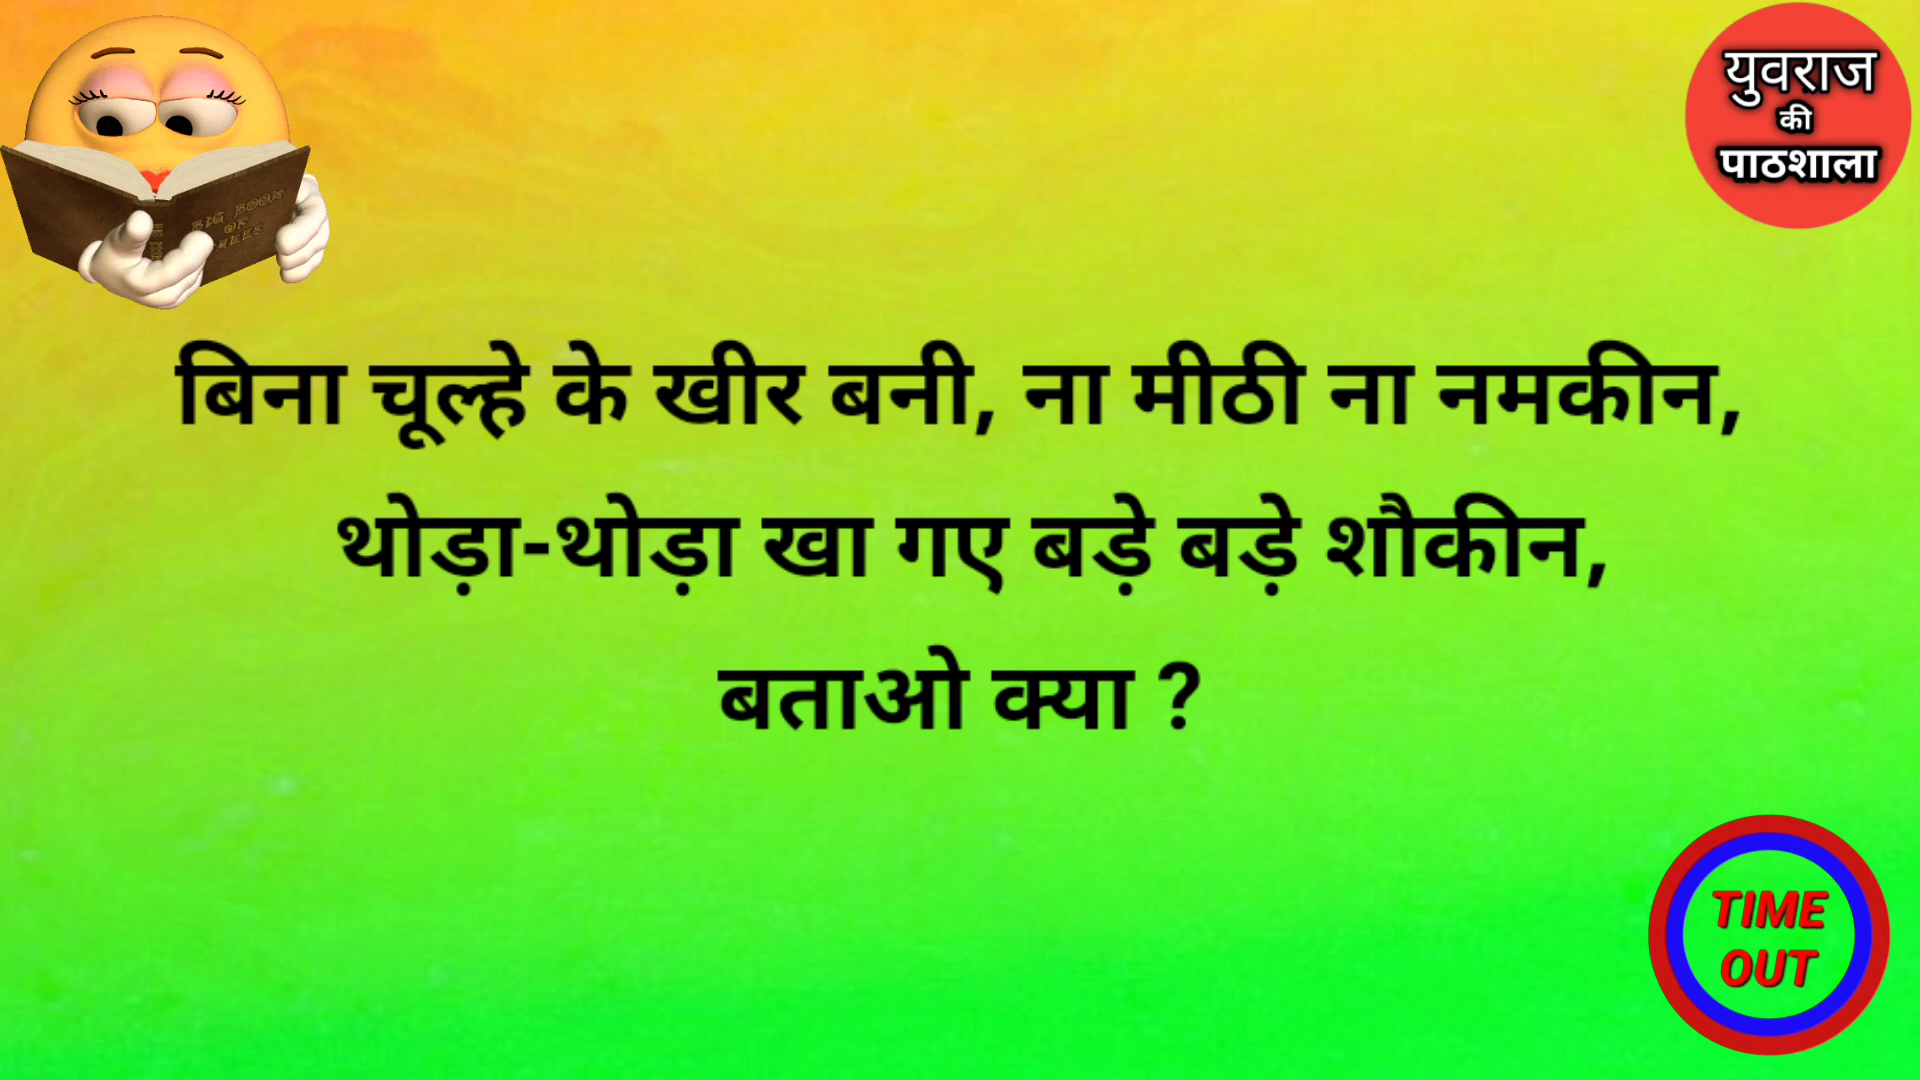 युवराज
की
पाठशाला
बिना चूल्हे के खीर बनी, ना मीठी ना नमकीन,
थोड़ा-थोड़ा खा गए बड़े बड़े शौकीन,
बताओ क्या ?
TIME
OUT